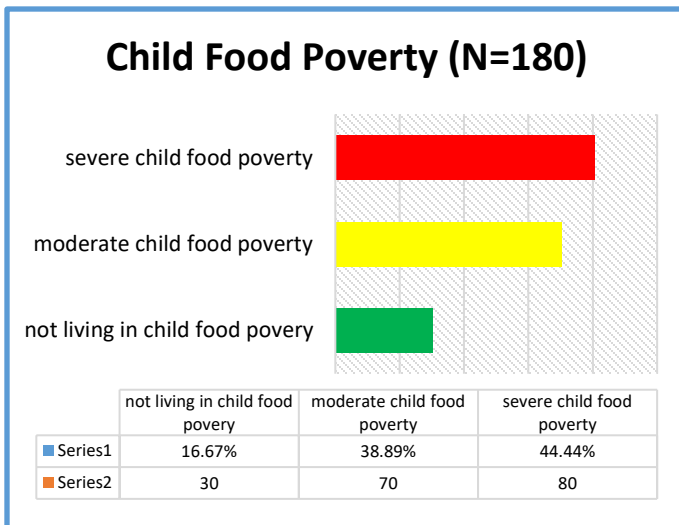 Child Food Poverty (N=180)
severe child food poverty
moderate child food poverty
not living in child food povery
not living in child food
povery
moderate child food
poverty
severe child food
poverty
Series1 16.67% 38.89% 44.44%
Series2 30 70 80